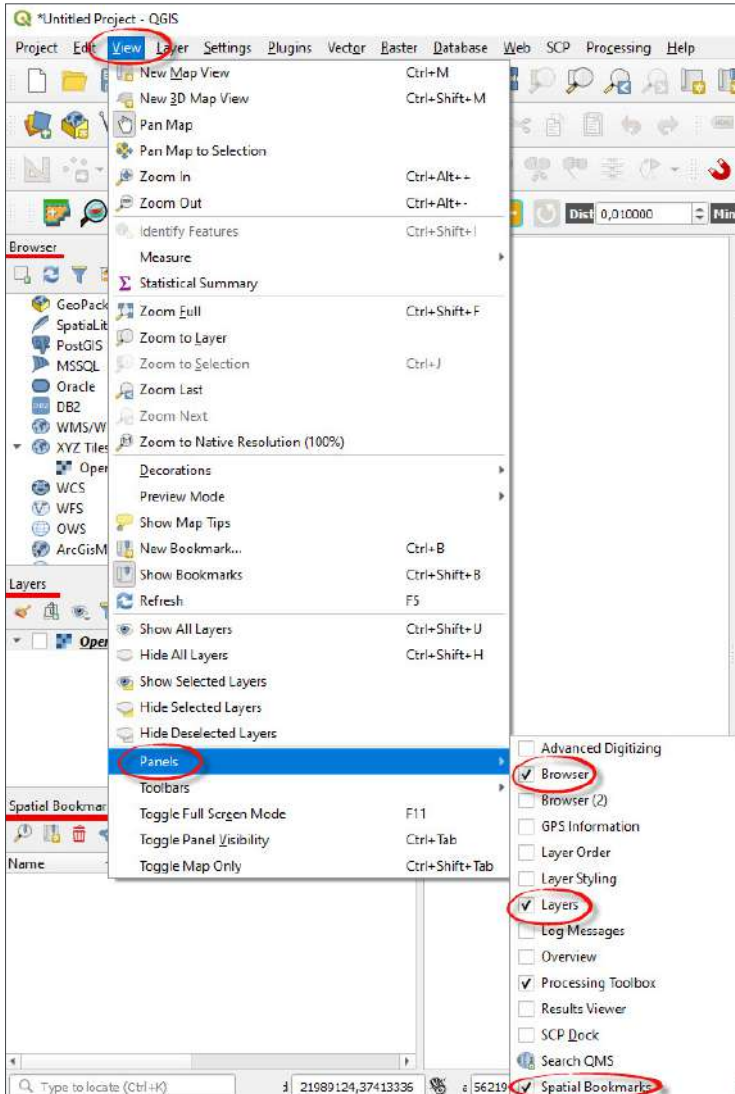 *Untitled Project - QGIS
Project Edit View Layer Settings Plugins Vector Raster Database Web SCP Processing Help
New Map View Ctrl+M
New 3D Map View Ctrl+Shift+M
Pan Map
Pan Map to Selection
Zoom In Ctrl+Alt++
Zoom Out Ctrl+Alt+-
Dist 0,010000 Min
Identify Features Ctrl+Shift+I
Browser
Measure
Statistical Summary
GeoPack
Zoom Full Ctrl+Shift+F
SpatiaLit
Zoom to Layer
PostGIS
MSSQL
Zoom to Selection Ctrl+J
Oracle
Zoom Last
DB2
Zoom Next
WMS/W
XYZ Tiles
Zoom to Native Resolution (100%)
Oper
Decorations
WCS
Preview Mode
WFS
Show Map Tips
OWS
ArcGisM
New Bookmark... Ctrl+B
Layers
Show Bookmarks Ctrl+Shift+B
Refresh F5
Show All Layers Ctrl+Shift+U
Oper
Hide All Layers Ctrl+Shift+H
Show Selected Layers
Hide Selected Layers
Hide Deselected Layers
Panels
Toolbars
Spatial Bookmar
Toggle Full Screen Mode F11
Toggle Panel Visibility Ctrl+Tab
Name
Toggle Map Only Ctrl+Shift+Tab
Advanced Digitizing
Browser
Browser (2)
GPS Information
Layer Order
Layer Styling
Layers
Log Messages
Overview
Processing Toolbox
Results Viewer
SCP Dock
Search QMS
Spatial Bookmarks
Type to locate (Ctrl+K) 21989124,37413336 56219